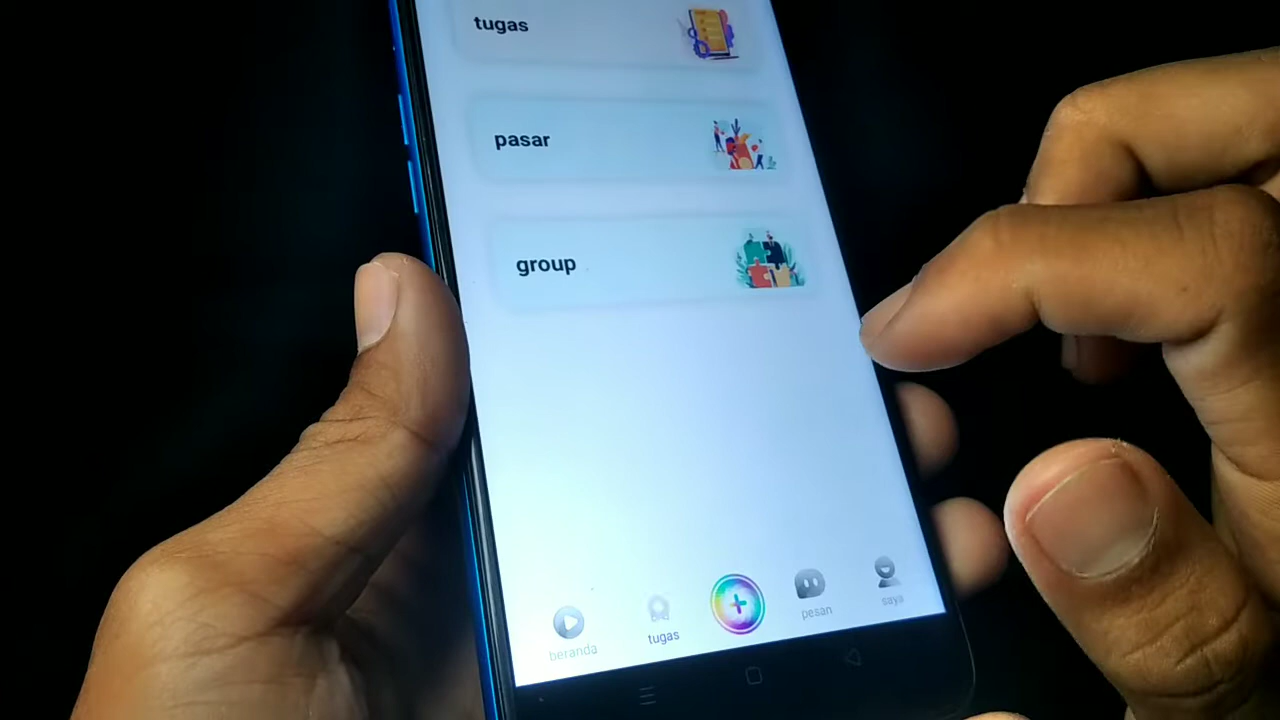 tugas
pasar
group
beranda
tugas
pesan
saya